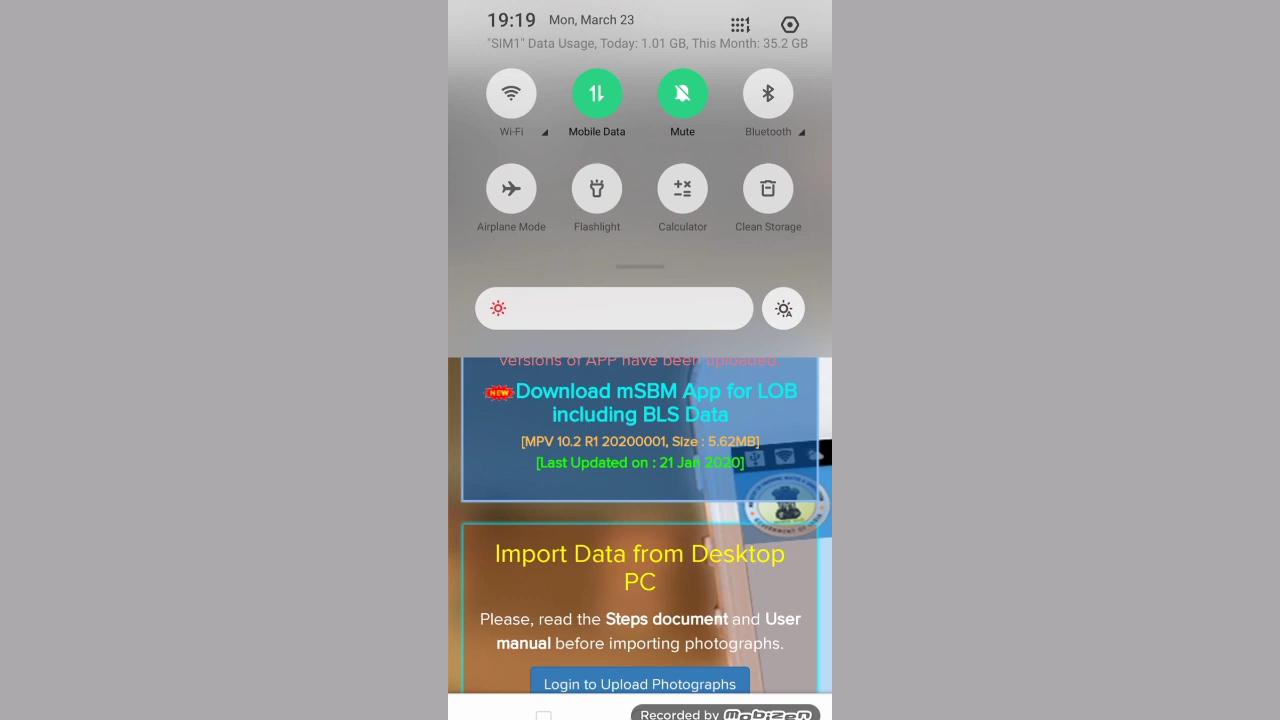 19:19 Mon, March 23
"SIM1" Data Usage, Today: 1.01 GB, This Month: 35.2 GB
Wi-Fi Mobile Data Mute Bluetooth
Airplane Mode Flashlight Calculator Clean Storage
versions of APP have been uploaded.
NEW Download mSBM App for LOB
including BLS Data
[MPV 10.2 R1 20200001, Size : 5.62MB]
[Last Updated on : 21 Jan 2020]
Import Data from Desktop
PC
Please, read the Steps document and User
manual before importing photographs.
Login to Upload Photographs
Recorded by Mobizen